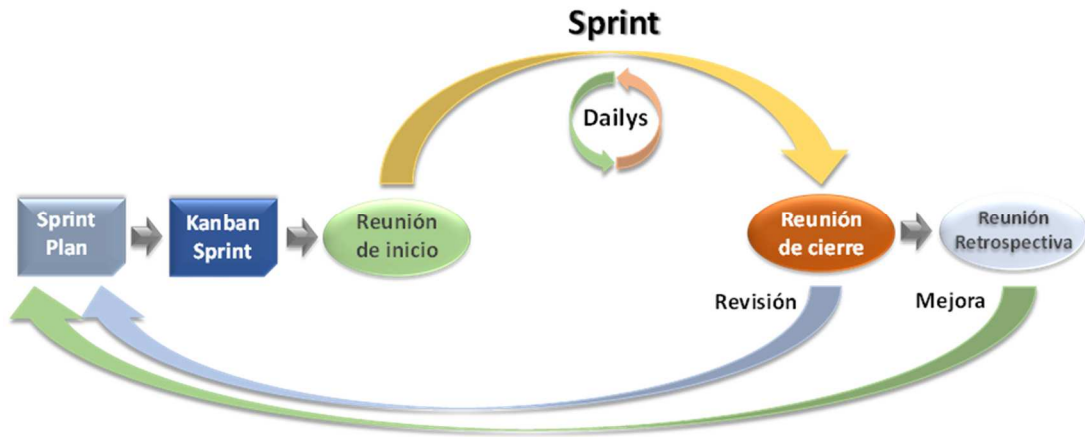 Sprint
Dailys
Sprint
Plan
Kanban
Sprint
Reunión
de inicio
Reunión
de cierre
Reunión
Retrospectiva
Revisión
Mejora